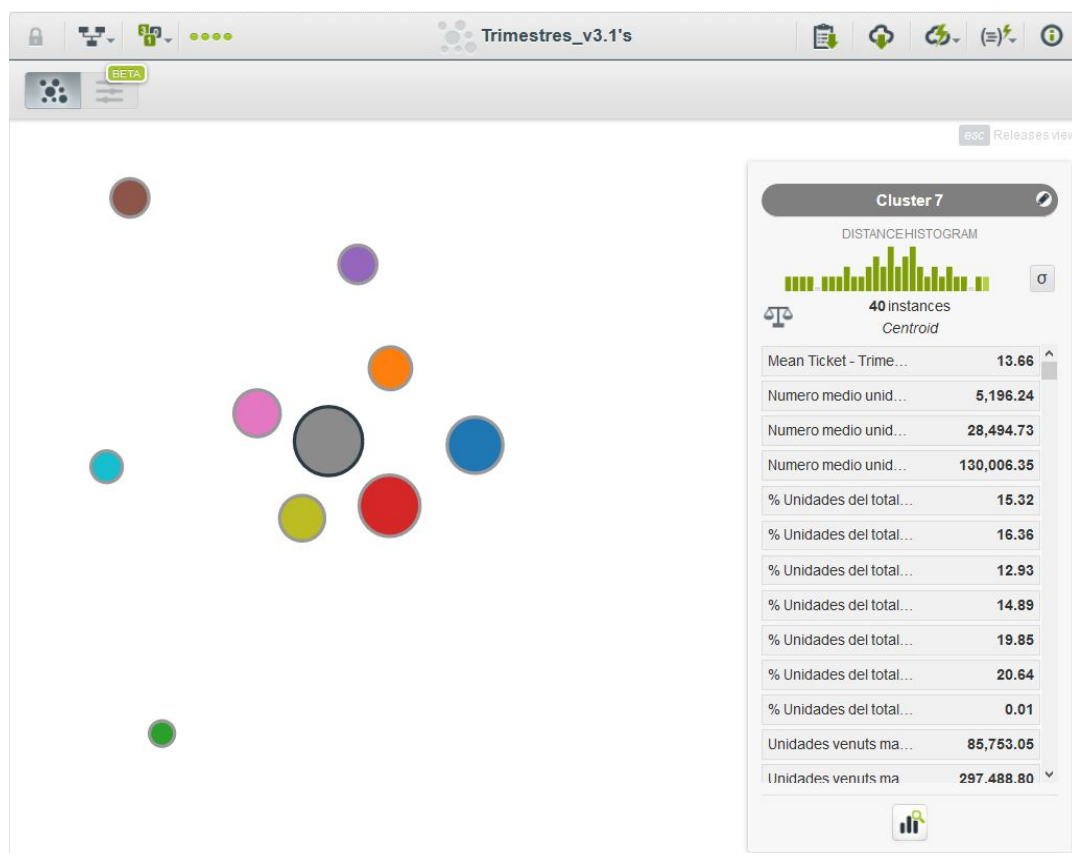 Trimestres_v3.1's
BETA
esc Releases view
Cluster 7
DISTANCE HISTOGRAM
σ
40 instances
Centroid
Mean Ticket - Trime... 13.66
Numero medio unid... 5,196.24
Numero medio unid... 28,494.73
Numero medio unid... 130,006.35
% Unidades del total... 15.32
% Unidades del total... 16.36
% Unidades del total... 12.93
% Unidades del total... 14.89
% Unidades del total... 19.85
% Unidades del total... 20.64
% Unidades del total... 0.01
Unidades venuts ma... 85,753.05
Unidades venuts ma 297,488.80